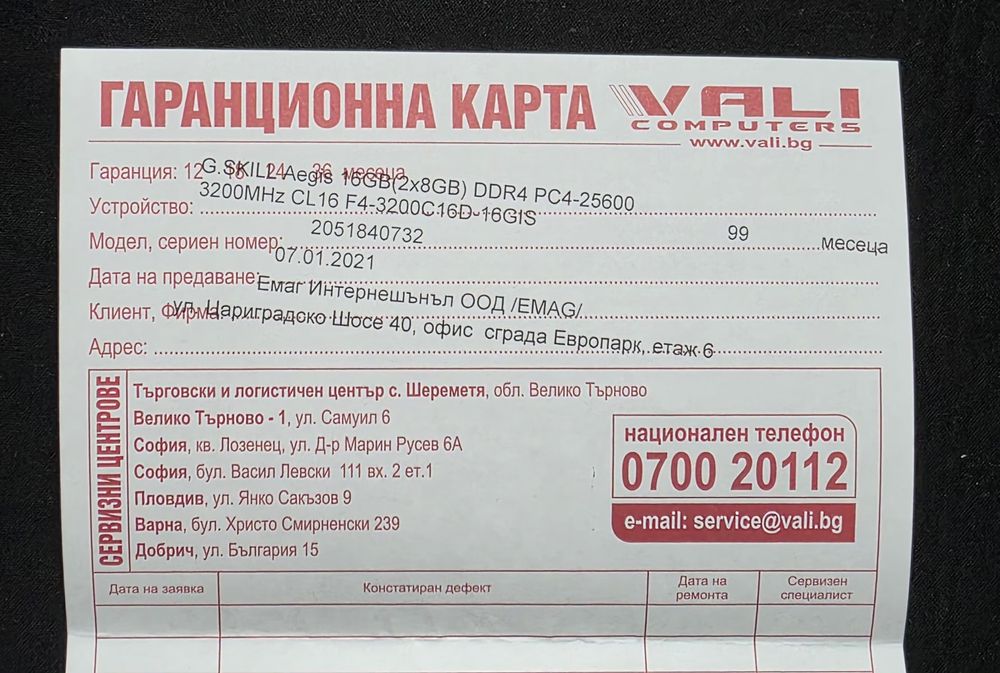 ГАРАНЦИОННА КАРТА
VALI
COMPUTERS
www.vali.bg
Гаранция: 12 18 24 36 месеца
G.SKILL Aegis 16GB(2x8GB) DDR4 PC4-25600
Устройство:
3200MHz CL16 F4-3200C16D-16GIS
Модел, сериен номер:
2051840732 99 месеца
Дата на предаване:
07.01.2021
Клиент, Фирма:
Емаг Интернешънъл ООД /EMAG/
ул. Цариградско Шосе 40, офис сграда Европарк, етаж 6
Адрес:
СЕРВИЗНИ ЦЕНТРОВЕ
Търговски и логистичен център с. Шереметя, обл. Велико Търново
Велико Търново - 1, ул. Самуил 6
София, кв. Лозенец, ул. Д-р Марин Русев 6А
София, бул. Васил Левски 111 вх. 2 ет.1
Пловдив, ул. Янко Сакъзов 9
Варна, бул. Христо Смирненски 239
Добрич, ул. България 15
национален телефон
0700 20112
e-mail: service@vali.bg
Дата на заявка
Констатиран дефект
Дата на
ремонта
Сервизен
специалист